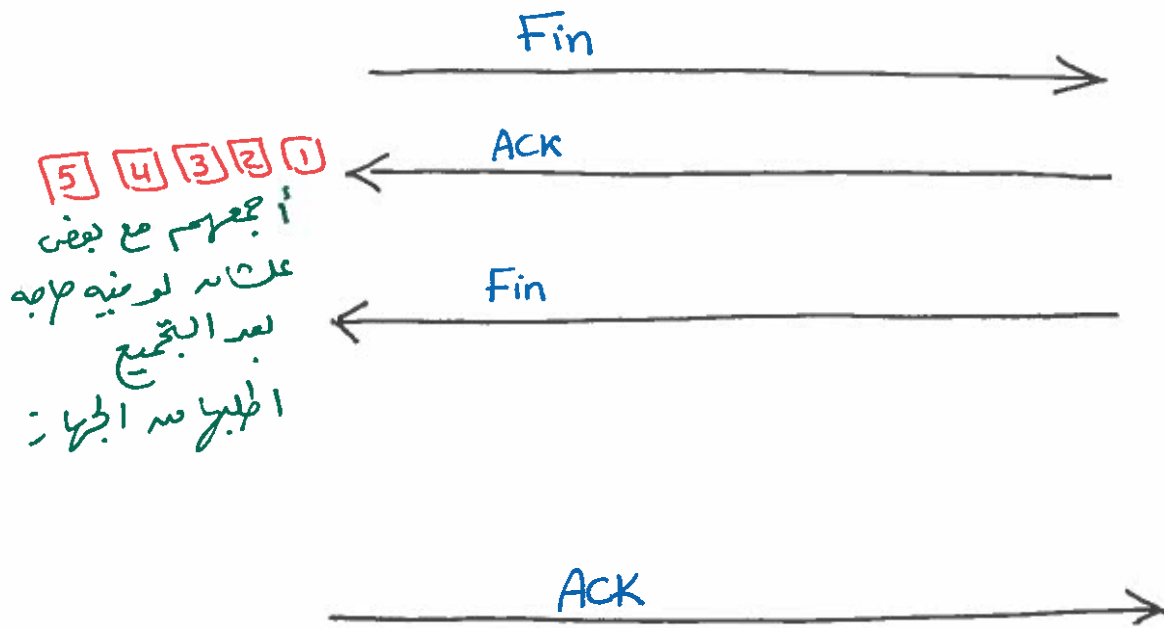 Fin
ACK
5 4 3 2 1
أجمعهم مع بعض
علشان لو فيه حاجه
بعد التجميع
اطلبها من الجهاز
Fin
ACK